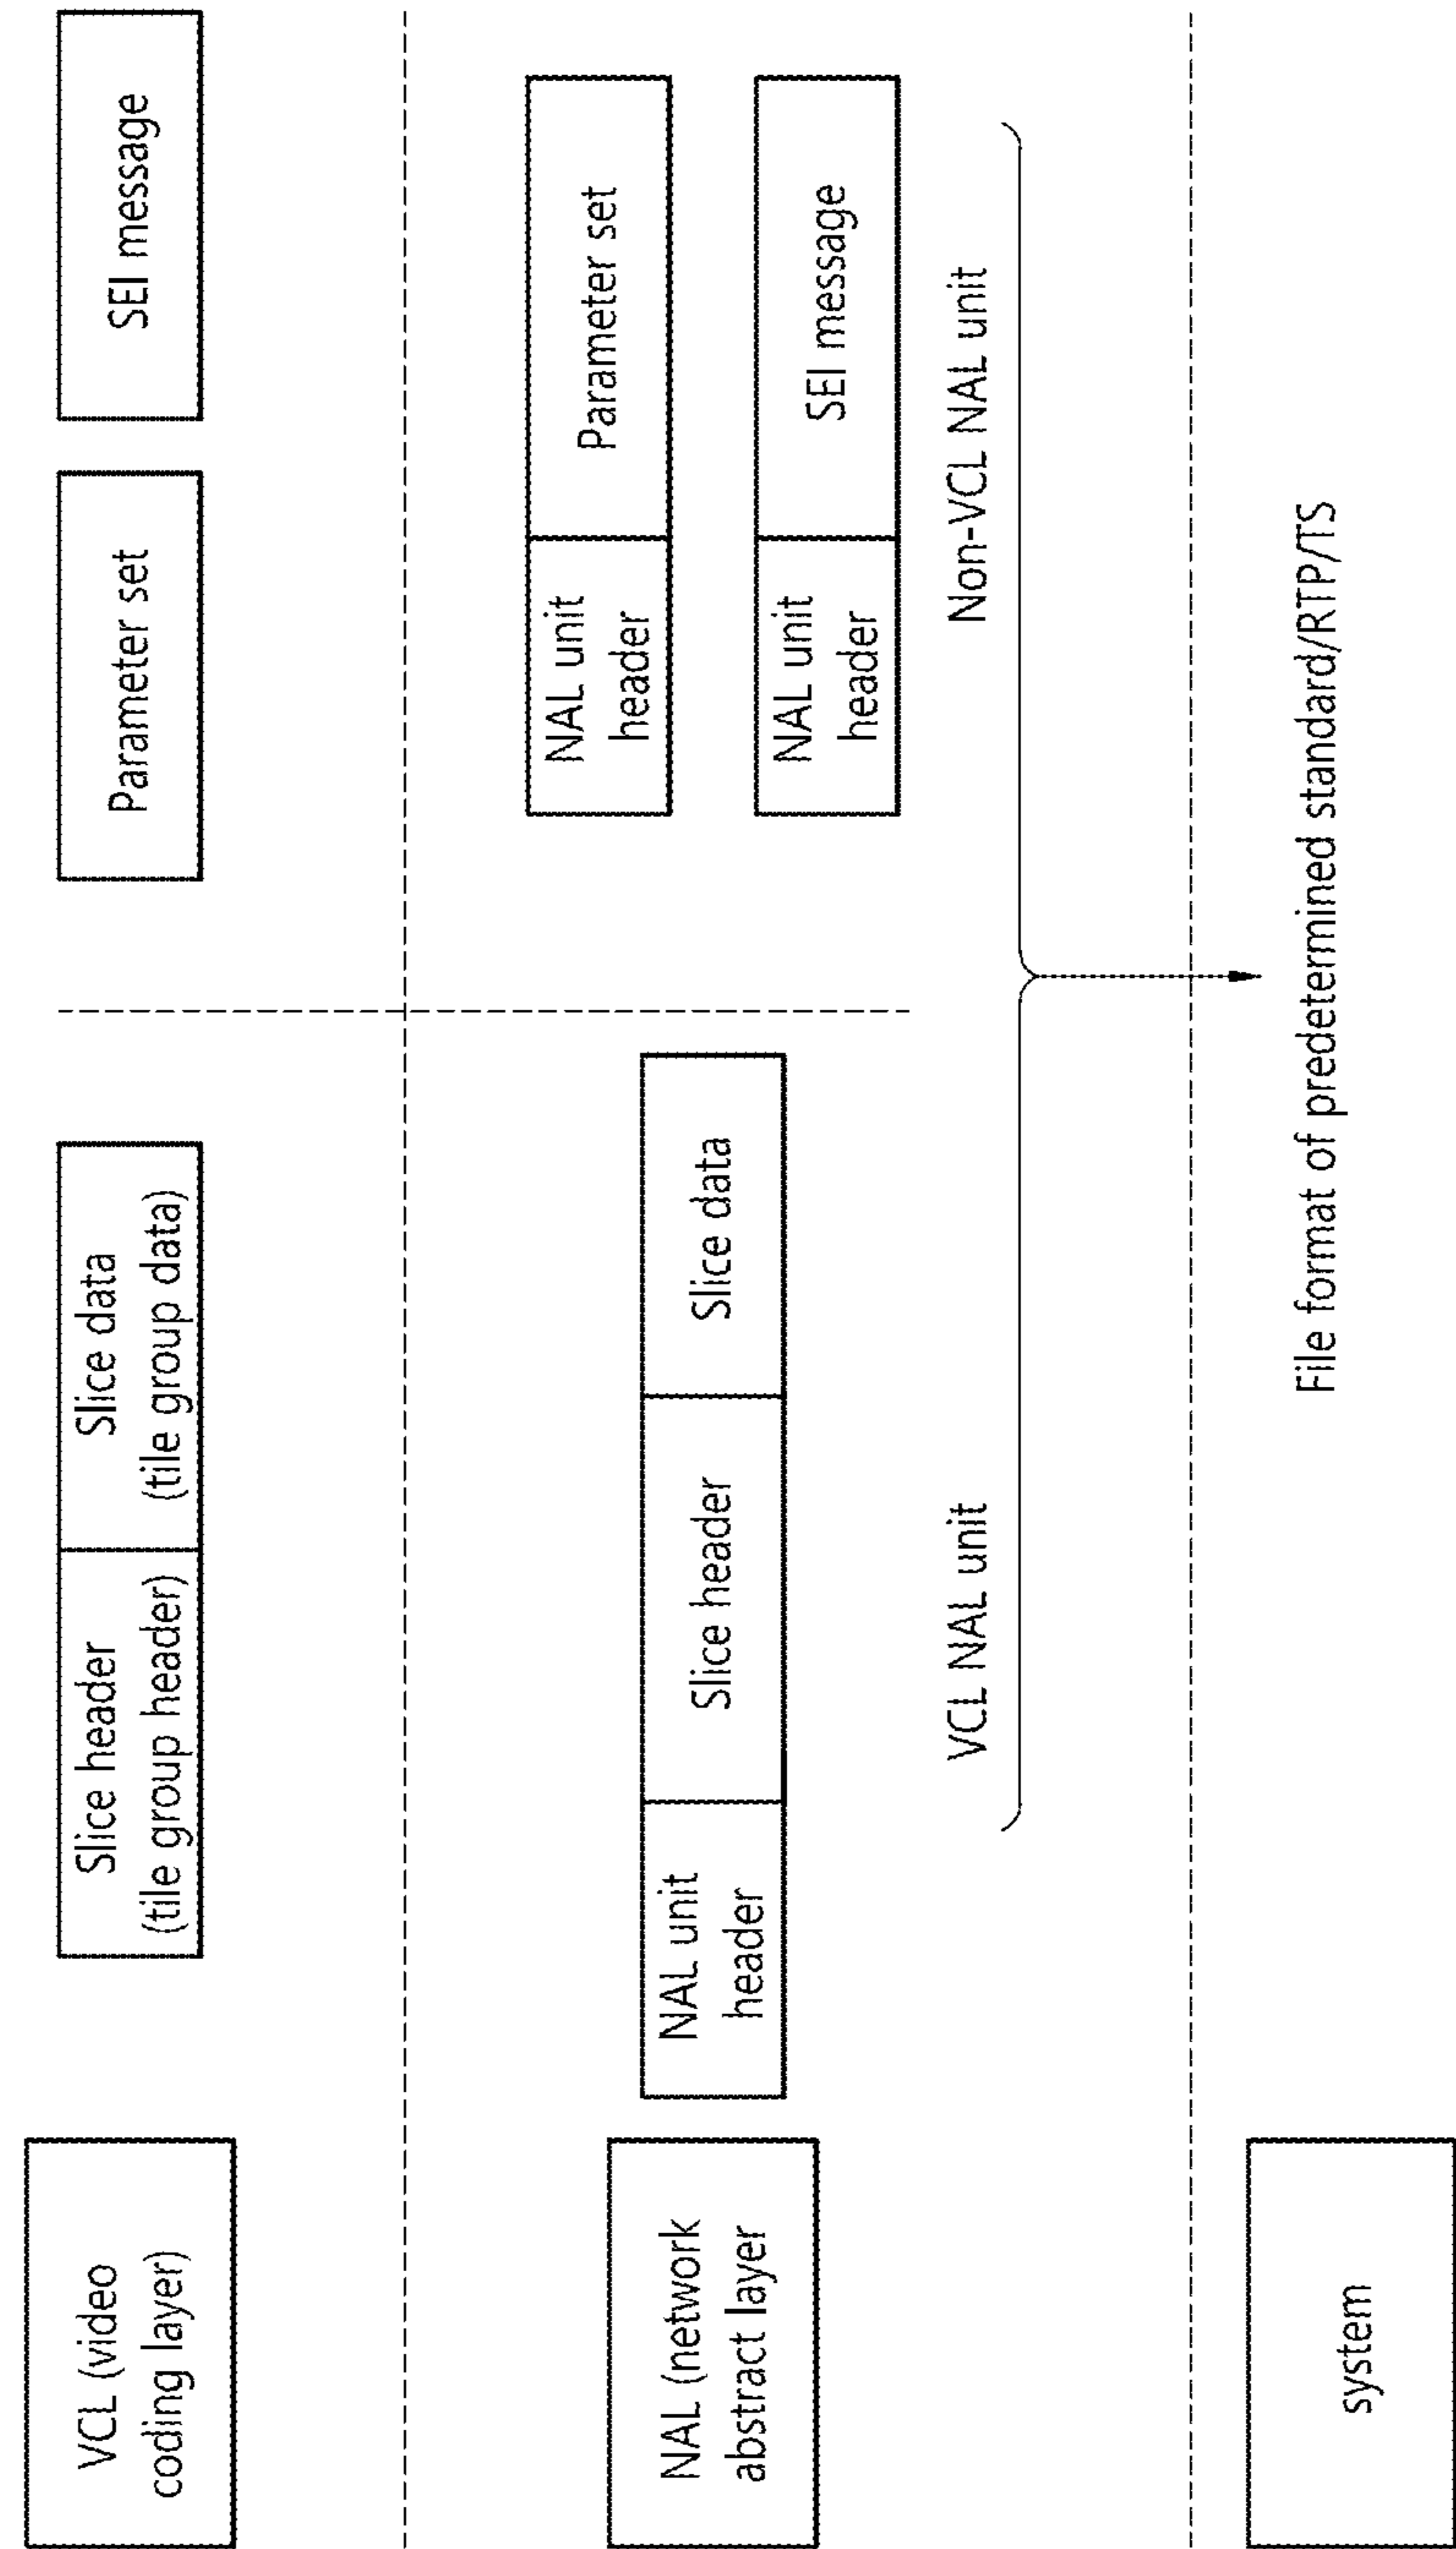 VCL (video
coding layer)
Slice header
(tile group header)
Slice data
(tile group data)
Parameter set
SEI message
NAL (network
abstract layer
NAL unit
header
Slice header
Slice data
NAL unit
header
Parameter set
NAL unit
header
SEI message
VCL NAL unit
Non-VCL NAL unit
system
File format of predetermined standard/RTP/TS